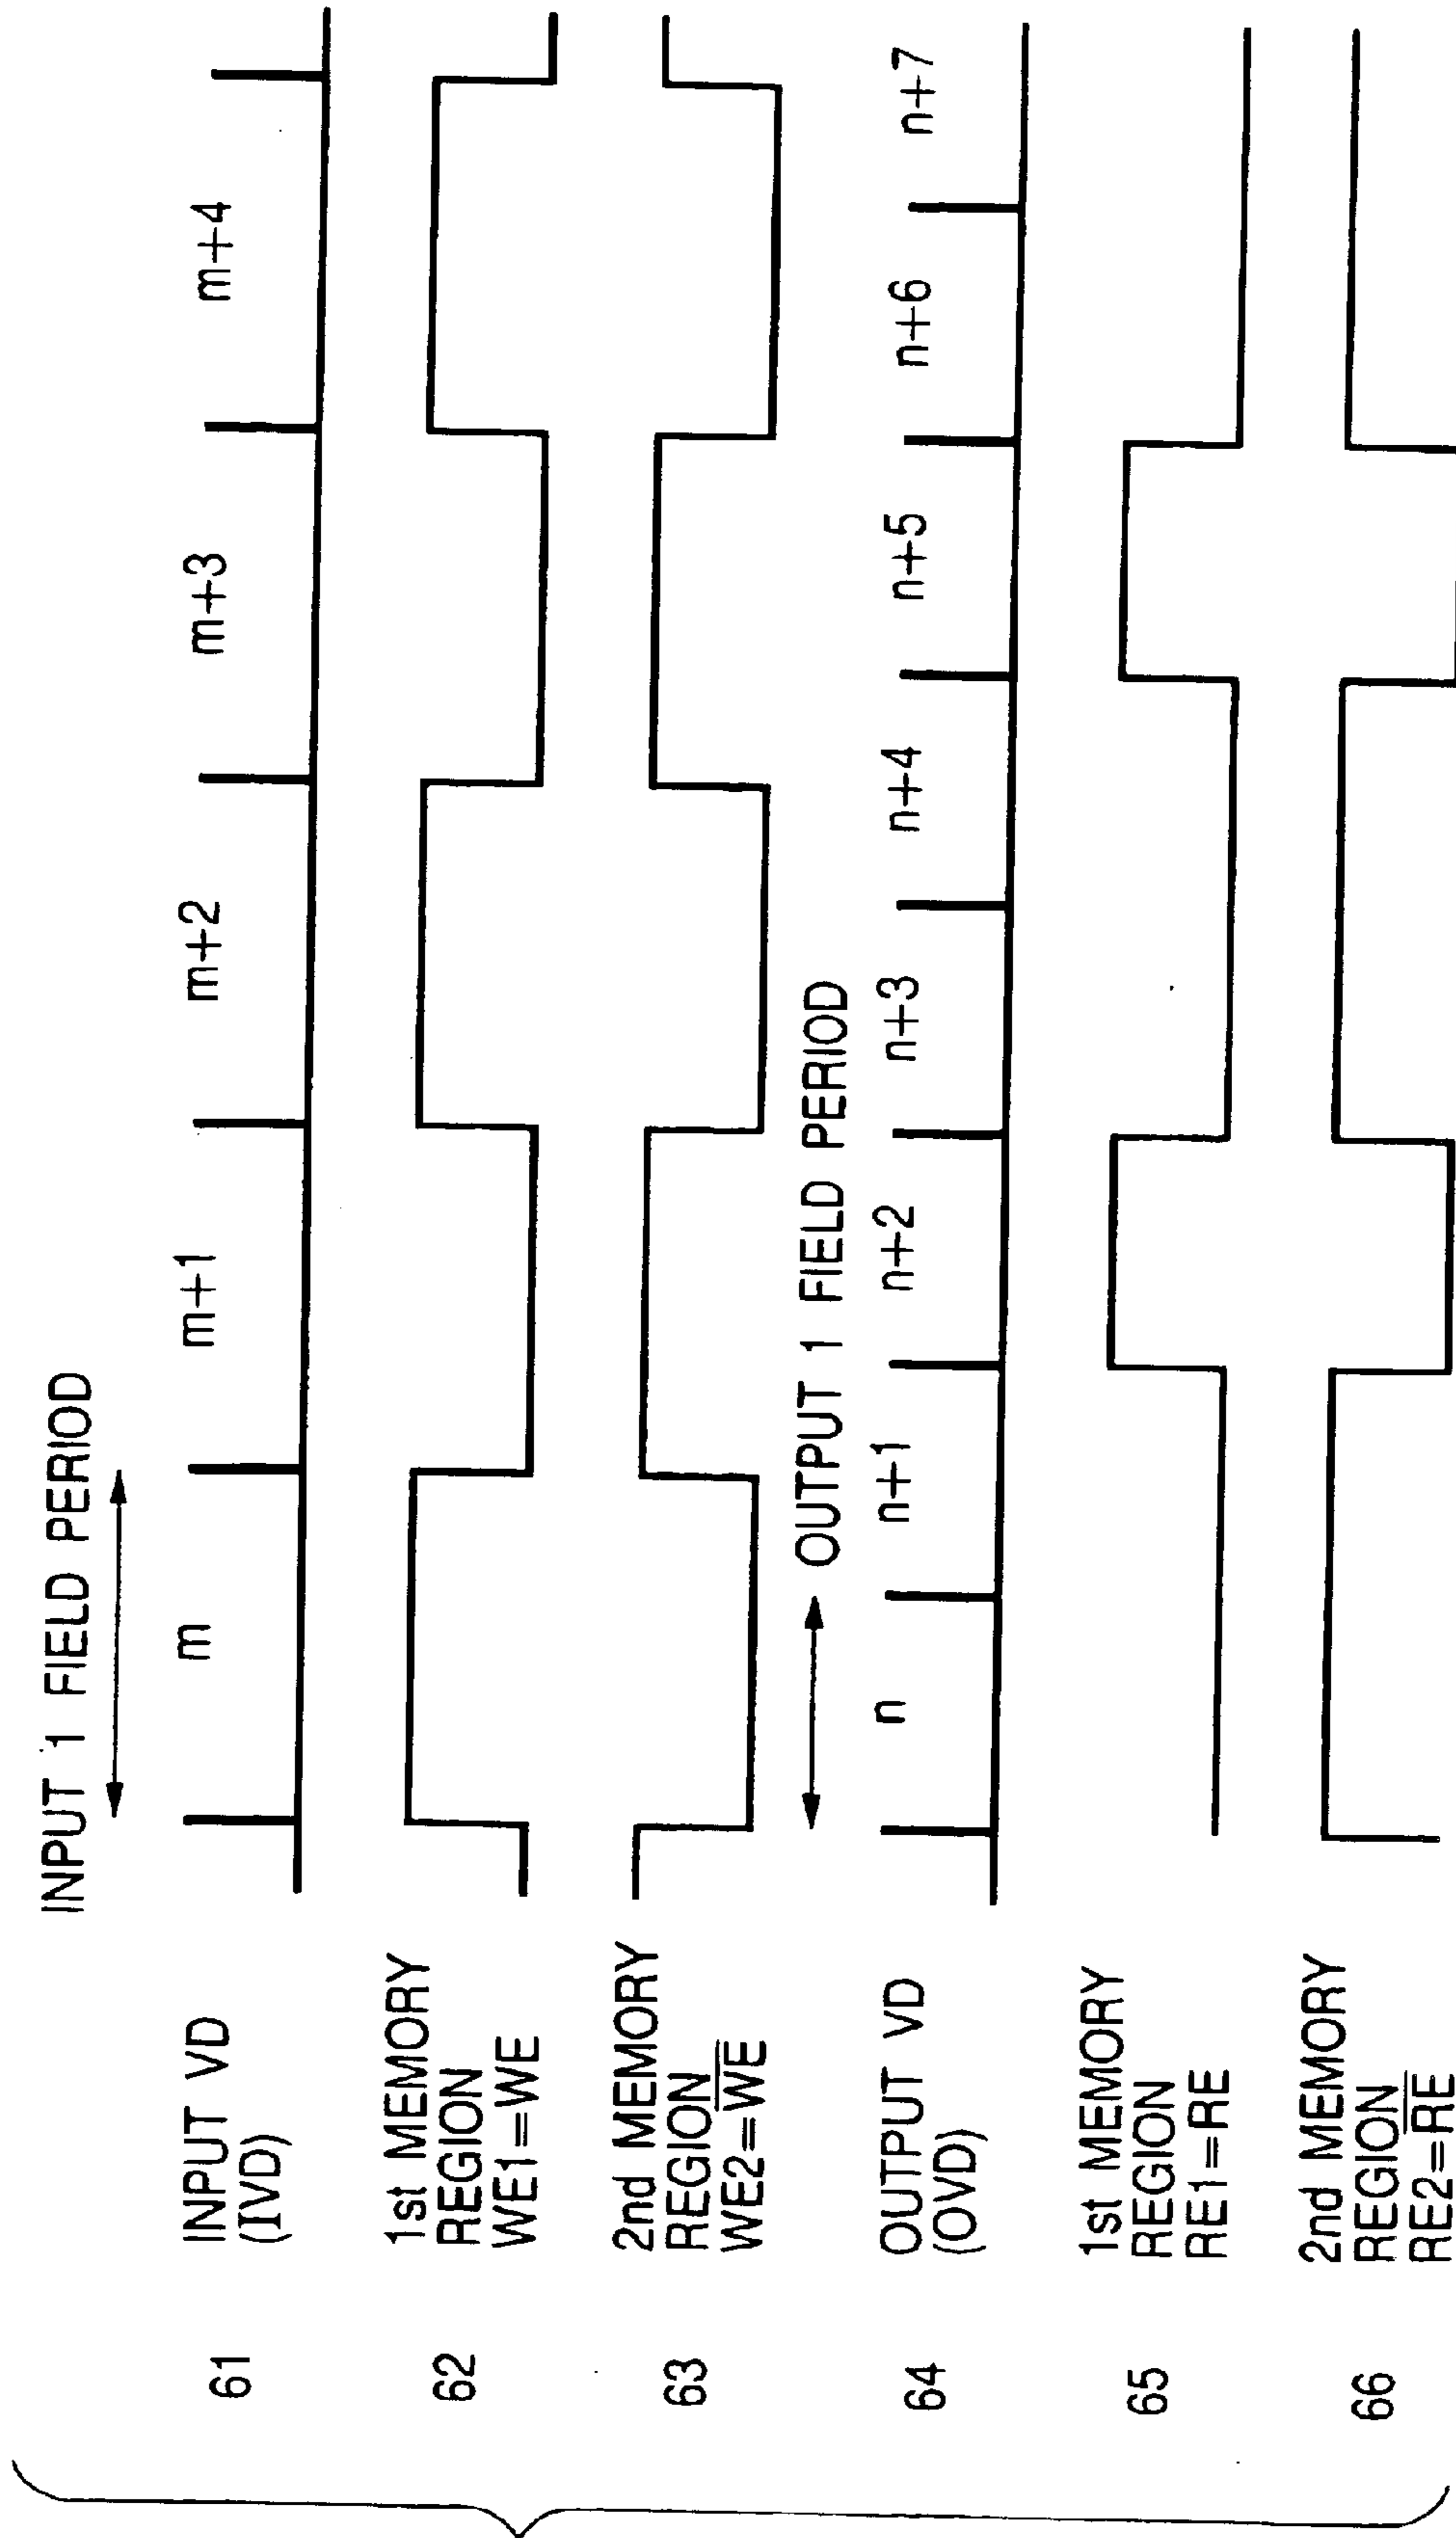 INPUT 1 FIELD PERIOD
61
INPUT VD
(IVD)
m
m+1
m+2
m+3
m+4
62
1st MEMORY
REGION
WE1=WE
63
2nd MEMORY
REGION
WE2=W̅E̅
OUTPUT 1 FIELD PERIOD
64
OUTPUT VD
(OVD)
n
n+1
n+2
n+3
n+4
n+5
n+6
n+7
65
1st MEMORY
REGION
RE1=RE
66
2nd MEMORY
REGION
RE2=R̅E̅